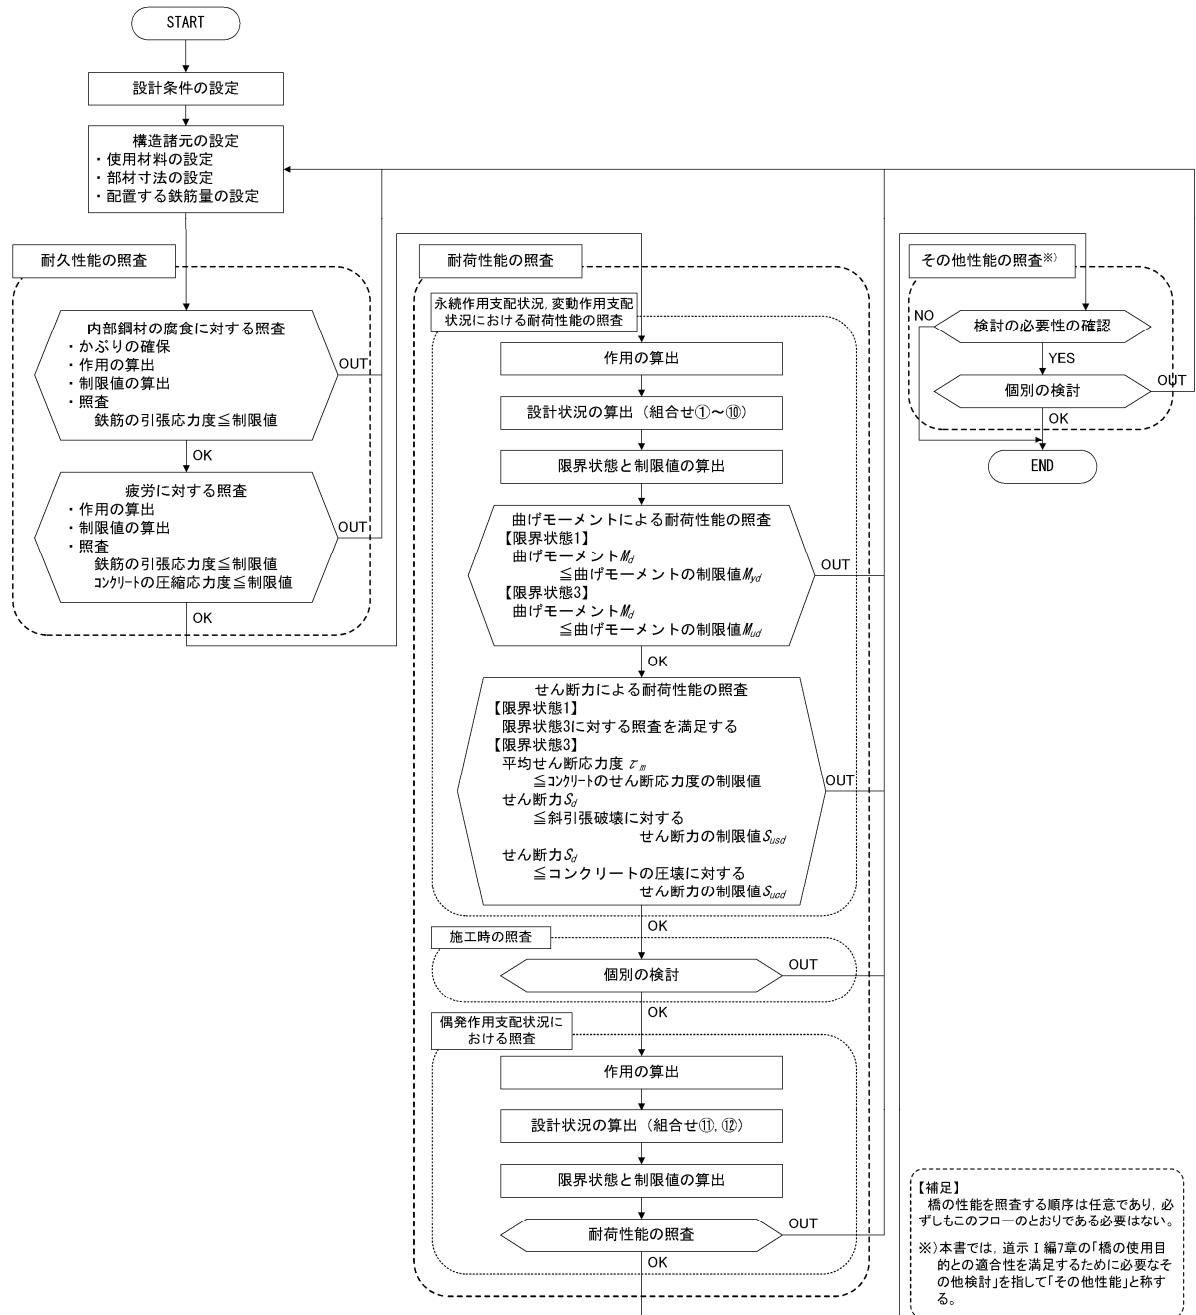 START
設計条件の設定
構造諸元の設定
・使用材料の設定
・部材寸法の設定
・配置する鉄筋量の設定
耐久性能の照査
内部鋼材の腐食に対する照査
・かぶりの確保
・作用の算出
・制限値の算出
・照査
鉄筋の引張応力度≦制限値
OUT
OK
疲労に対する照査
・作用の算出
・制限値の算出
・照査
鉄筋の引張応力度≦制限値
コンクリートの圧縮応力度≦制限値
OUT
OK
耐荷性能の照査
永続作用支配状況, 変動作用支配
状況における耐荷性能の照査
作用の算出
設計状況の算出（組合せ①～⑩）
限界状態と制限値の算出
曲げモーメントによる耐荷性能の照査
【限界状態1】
曲げモーメントMd
≦曲げモーメントの制限値Myd
【限界状態3】
曲げモーメントMd
≦曲げモーメントの制限値Mud
OUT
OK
せん断力による耐荷性能の照査
【限界状態1】
限界状態3に対する照査を満足する
【限界状態3】
平均せん断応力度 τm
≦コンクリートのせん断応力度の制限値
せん断力Sd
≦斜引張破壊に対する
せん断力の制限値Susd
せん断力Sd
≦コンクリートの圧壊に対する
せん断力の制限値Sucd
OUT
OK
施工時の照査
個別の検討
OUT
OK
偶発作用支配状況に
おける照査
作用の算出
設計状況の算出（組合せ⑪, ⑫）
限界状態と制限値の算出
耐荷性能の照査
OUT
OK
その他性能の照査※）
検討の必要性の確認
NO
YES
個別の検討
OUT
OK
END
【補足】
橋の性能を照査する順序は任意であり, 必
ずしもこのフローのとおりである必要はない。
※）本書では, 道示Ⅰ編7章の「橋の使用目
的との適合性を満足するために必要なそ
の他検討」を指して「その他性能」と称す
る。